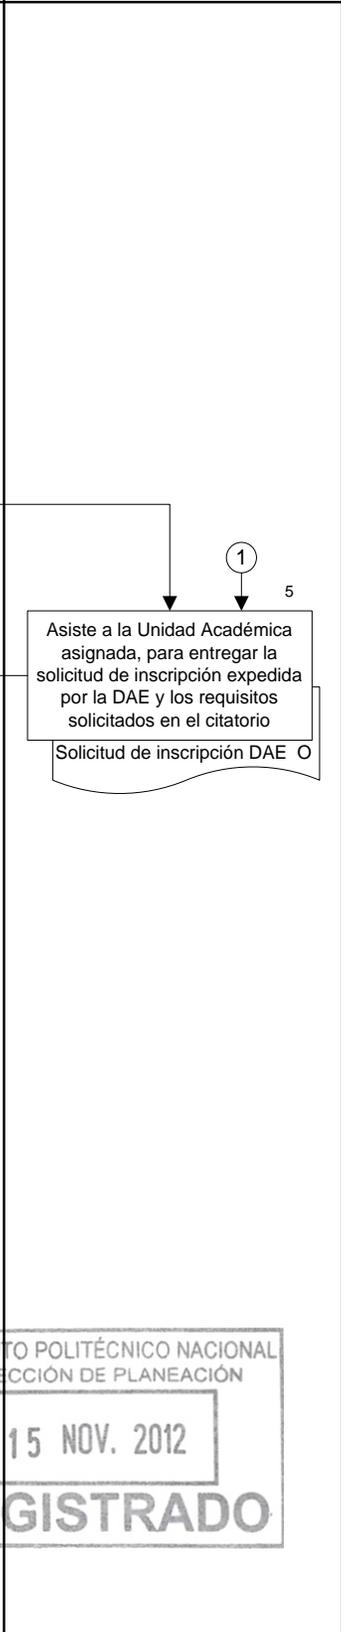 1
5
Asiste a la Unidad Académica
asignada, para entregar la
solicitud de inscripción expedida
por la DAE y los requisitos
solicitados en el citatorio
Solicitud de inscripción DAE O
TO POLITÉCNICO NACIONAL
ECCIÓN DE PLANEACIÓN
15 NOV. 2012
GISTRADO